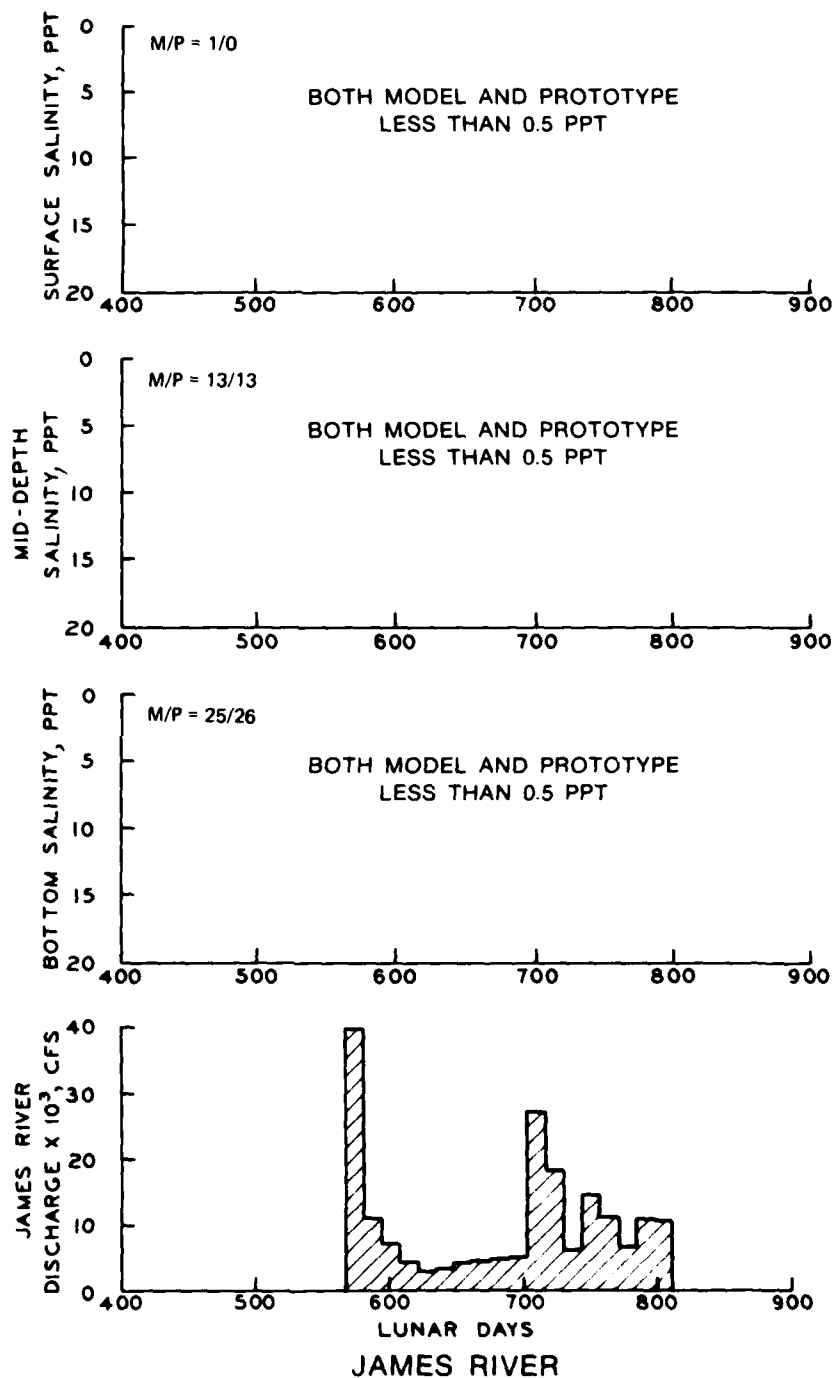 SURFACE SALINITY, PPT
0
5
10
15
20
M/P = 1/0
BOTH MODEL AND PROTOTYPE
LESS THAN 0.5 PPT
400 500 600 700 800 900
MID-DEPTH
SALINITY, PPT
0
5
10
15
20
M/P = 13/13
BOTH MODEL AND PROTOTYPE
LESS THAN 0.5 PPT
400 500 600 700 800 900
BOTTOM SALINITY, PPT
0
5
10
15
20
M/P = 25/26
BOTH MODEL AND PROTOTYPE
LESS THAN 0.5 PPT
400 500 600 700 800 900
JAMES RIVER
DISCHARGE X 10³, CFS
40
30
20
10
0
400 500 600 700 800 900
LUNAR DAYS
JAMES RIVER